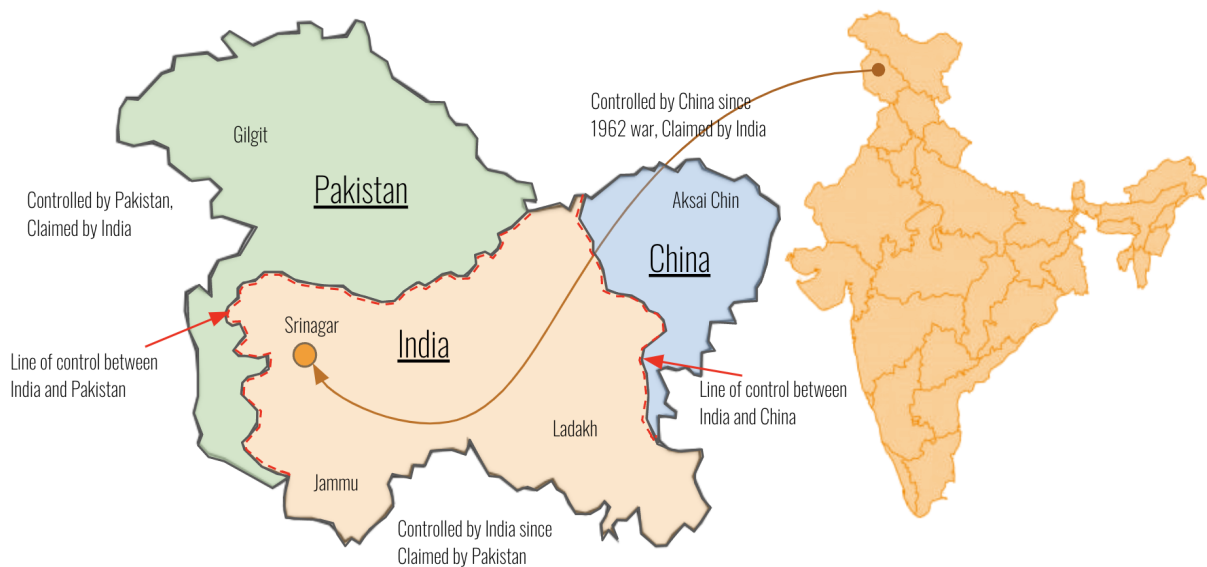 Controlled by China since
1962 war, Claimed by India
Gilgit
Pakistan
Controlled by Pakistan,
Claimed by India
Aksai Chin
China
Srinagar
India
Line of control between
India and Pakistan
Line of control between
India and China
Ladakh
Jammu
Controlled by India since
Claimed by Pakistan